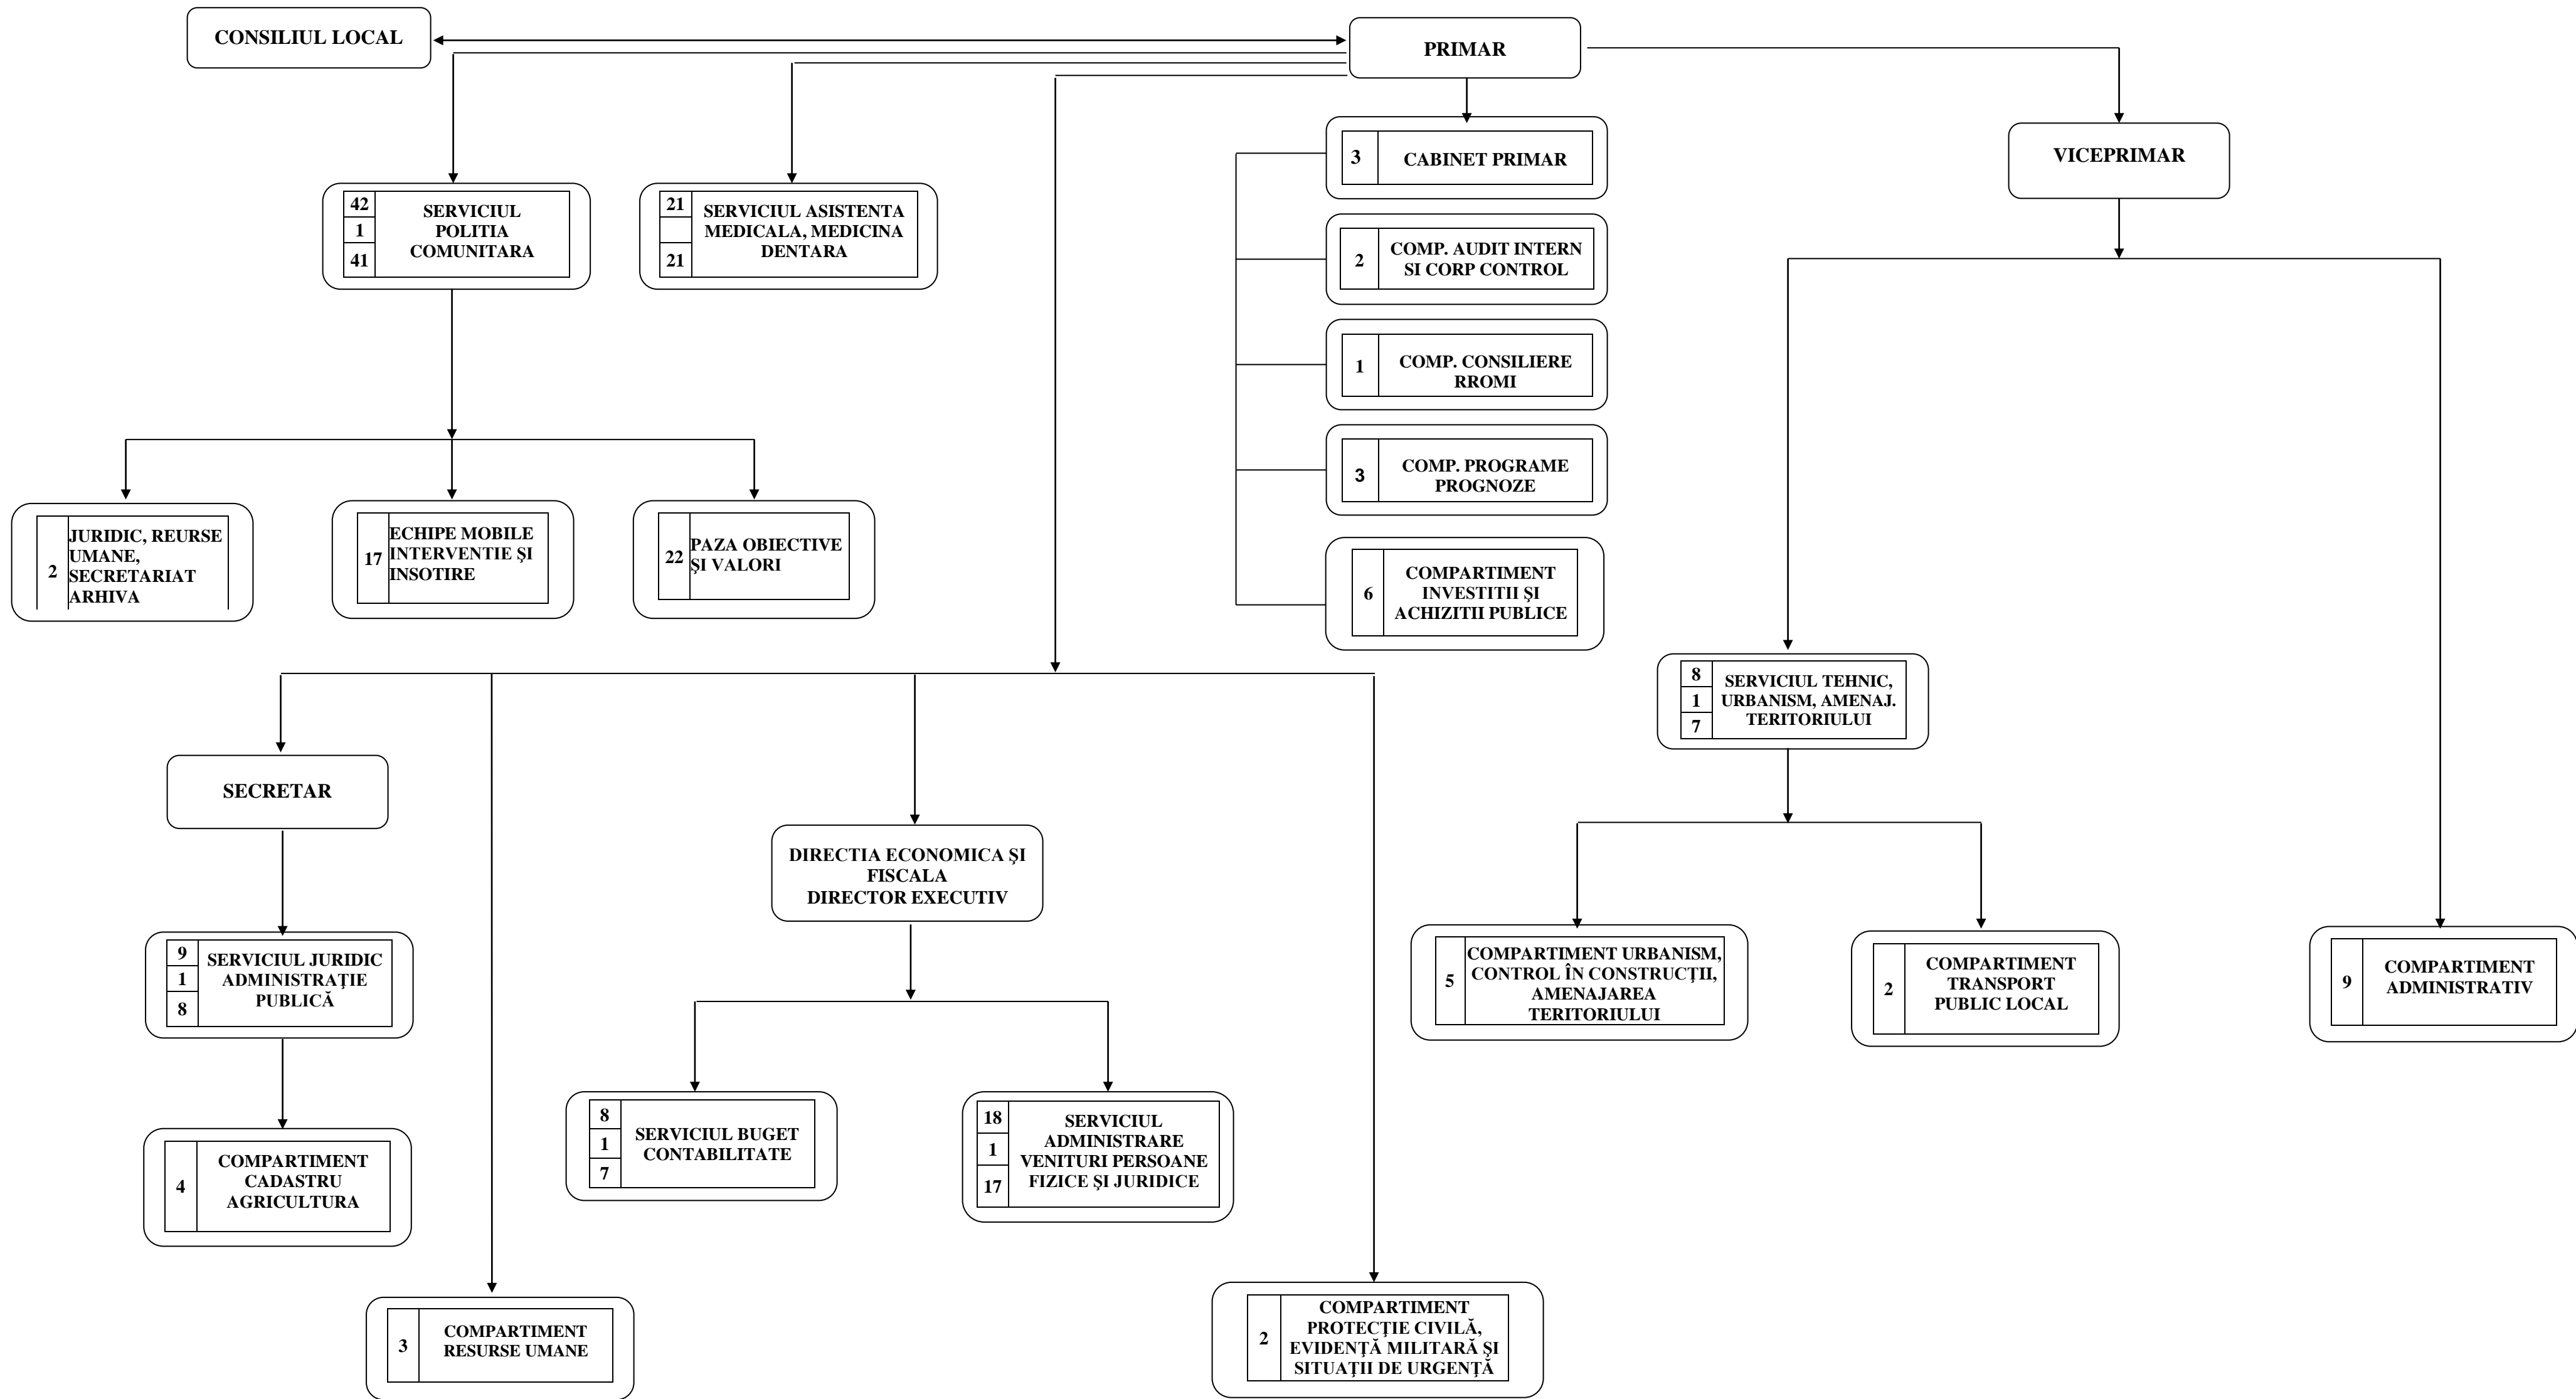 CONSILIUL LOCAL
PRIMAR
VICEPRIMAR
42
1
41
SERVICIUL
POLITIA
COMUNITARA
21
21
SERVICIUL ASISTENTA
MEDICALA, MEDICINA
DENTARA
3
CABINET PRIMAR
2
COMP. AUDIT INTERN
SI CORP CONTROL
1
COMP. CONSILIERE
RROMI
3
COMP. PROGRAME
PROGNOZE
6
COMPARTIMENT
INVESTITII ŞI
ACHIZITII PUBLICE
2
JURIDIC, REURSE
UMANE,
SECRETARIAT
ARHIVA
17
ECHIPE MOBILE
INTERVENTIE ŞI
INSOTIRE
22
PAZA OBIECTIVE
ŞI VALORI
8
1
7
SERVICIUL TEHNIC,
URBANISM, AMENAJ.
TERITORIULUI
SECRETAR
DIRECTIA ECONOMICA ŞI
FISCALA
DIRECTOR EXECUTIV
9
1
8
SERVICIUL JURIDIC
ADMINISTRAŢIE
PUBLICĂ
5
COMPARTIMENT URBANISM,
CONTROL ÎN CONSTRUCŢII,
AMENAJAREA
TERITORIULUI
2
COMPARTIMENT
TRANSPORT
PUBLIC LOCAL
9
COMPARTIMENT
ADMINISTRATIV
4
COMPARTIMENT
CADASTRU
AGRICULTURA
8
1
7
SERVICIUL BUGET
CONTABILITATE
18
1
17
SERVICIUL
ADMINISTRARE
VENITURI PERSOANE
FIZICE ŞI JURIDICE
3
COMPARTIMENT
RESURSE UMANE
2
COMPARTIMENT
PROTECŢIE CIVILĂ,
EVIDENŢĂ MILITARĂ ŞI
SITUAŢII DE URGENŢĂ